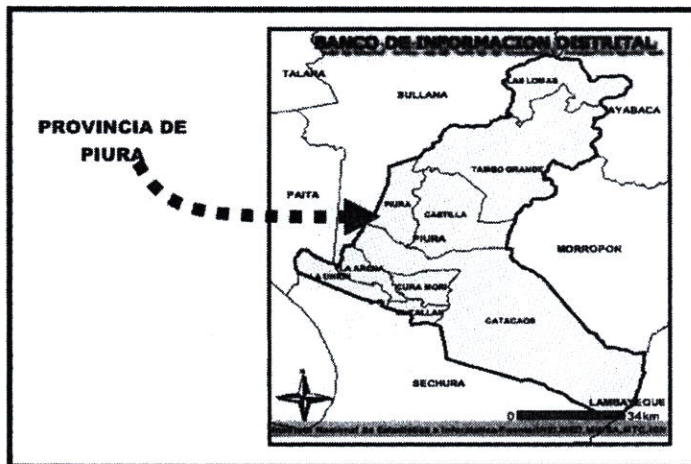 BANCO DE INFORMACION DISTRITAL
TALARA
LAS LOMAS
SULLANA
AYABACA
PROVINCIA DE
PIURA
TAMBO GRANDE
PAITA
PIURA
CASTILLA
PIURA
MORROPON
LA ARENA
LA UNION
CURA MORI
CATACAOS
SECHURA
LAMBAYEQUE
N
0 34km